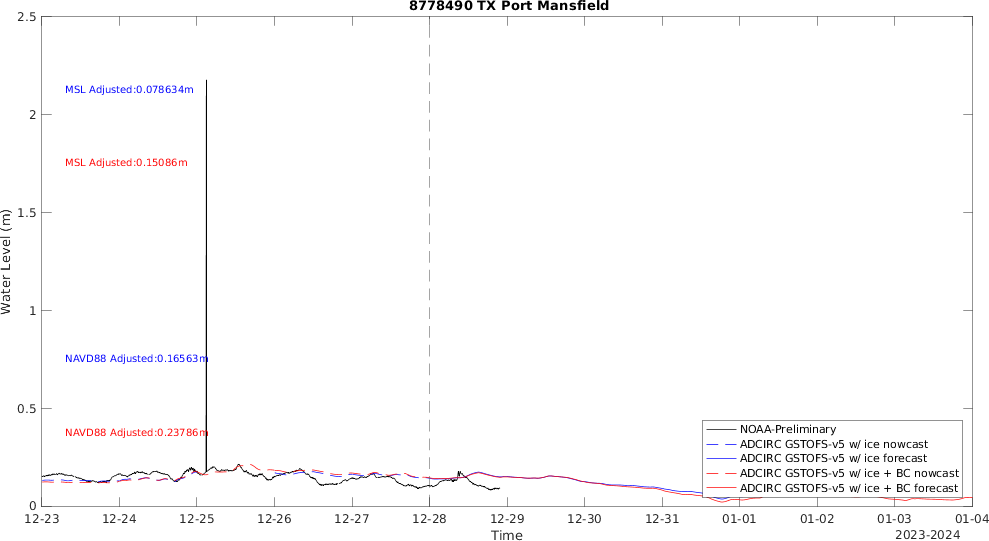 8778490 TX Port Mansfield
2.5
2
1.5
1
0.5
0
Water Level (m)
MSL Adjusted:0.078634m
MSL Adjusted:0.15086m
NAVD88 Adjusted:0.16563m
NAVD88 Adjusted:0.23786m
NOAA-Preliminary
ADCIRC GSTOFS-v5 w/ ice nowcast
ADCIRC GSTOFS-v5 w/ ice forecast
ADCIRC GSTOFS-v5 w/ ice + BC nowcast
ADCIRC GSTOFS-v5 w/ ice + BC forecast
12-23 12-24 12-25 12-26 12-27 12-28 12-29 12-30 12-31 01-01 01-02 01-03 01-04
Time
2023-2024